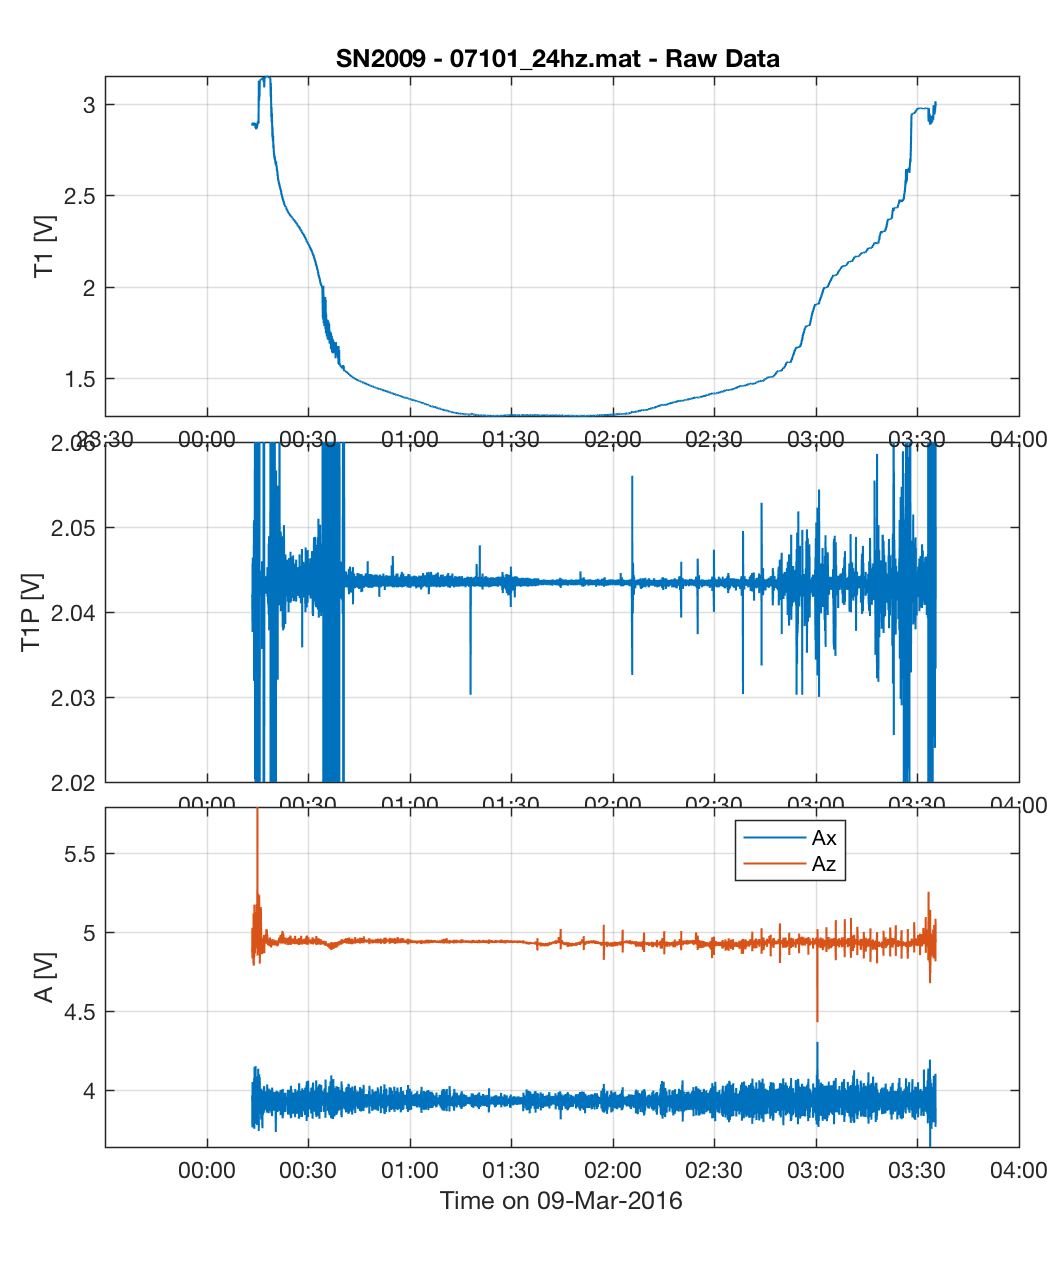 SN2009 - 07101_24hz.mat - Raw Data
3
2.5
2
1.5
T1 [V]
23:30 00:00 00:30 01:00 01:30 02:00 02:30 03:00 03:30 04:00
2.06
2.05
2.04
2.03
2.02
T1P [V]
00:00 00:30 01:00 01:30 02:00 02:30 03:00 03:30 04:00
Ax
Az
5.5
5
4.5
4
A [V]
00:00 00:30 01:00 01:30 02:00 02:30 03:00 03:30 04:00
Time on 09-Mar-2016